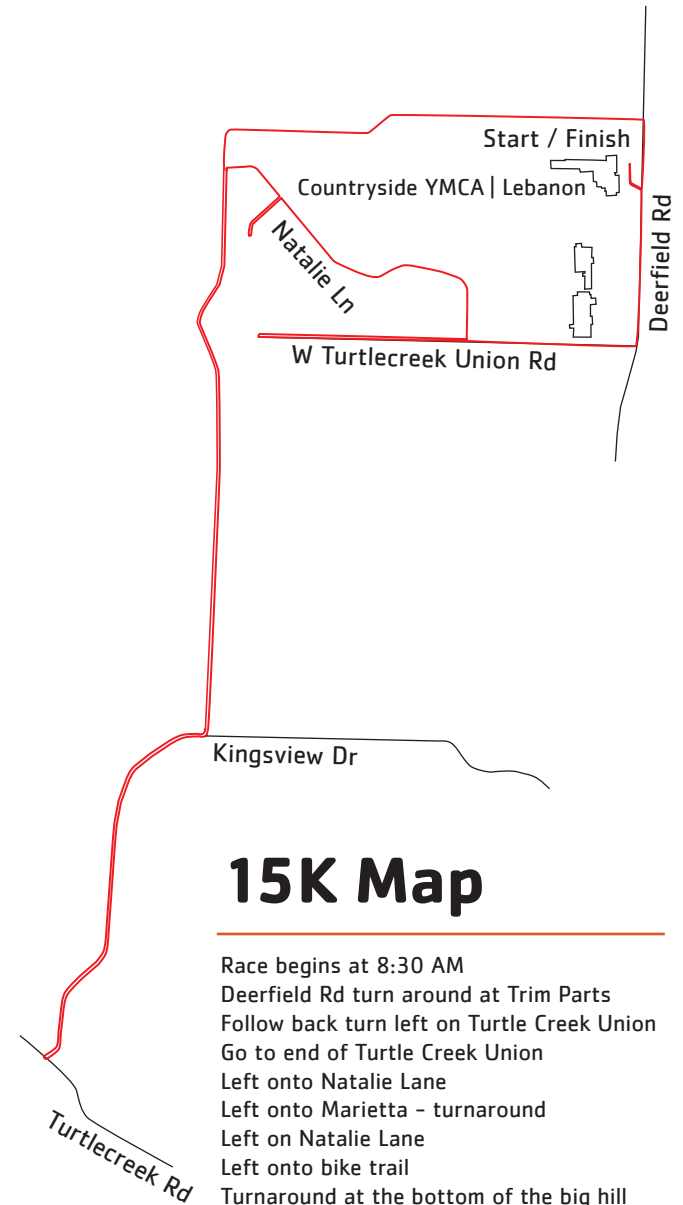 Start / Finish
Countryside YMCA | Lebanon
Deerfield Rd
Natalie Ln
W Turtlecreek Union Rd
Kingsview Dr
15K Map
Race begins at 8:30 AM
Deerfield Rd turn around at Trim Parts
Follow back turn left on Turtle Creek Union
Go to end of Turtle Creek Union
Left onto Natalie Lane
Left onto Marietta - turnaround
Left on Natalie Lane
Left onto bike trail
Turnaround at the bottom of the big hill
Turtlecreek Rd